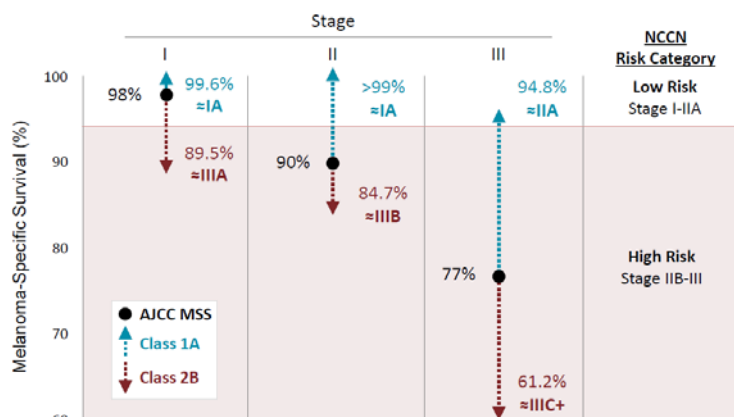 Stage
I
II
III
NCCN
Risk Category
100
90
80
70
Melanoma-Specific Survival (%)
98%
99.6%
≈IA
89.5%
≈IIIA
90%
>99%
≈IA
84.7%
≈IIIB
77%
94.8%
≈IIA
61.2%
≈IIIC+
Low Risk
Stage I-IIA
High Risk
Stage IIB-III
AJCC MSS
Class 1A
Class 2B